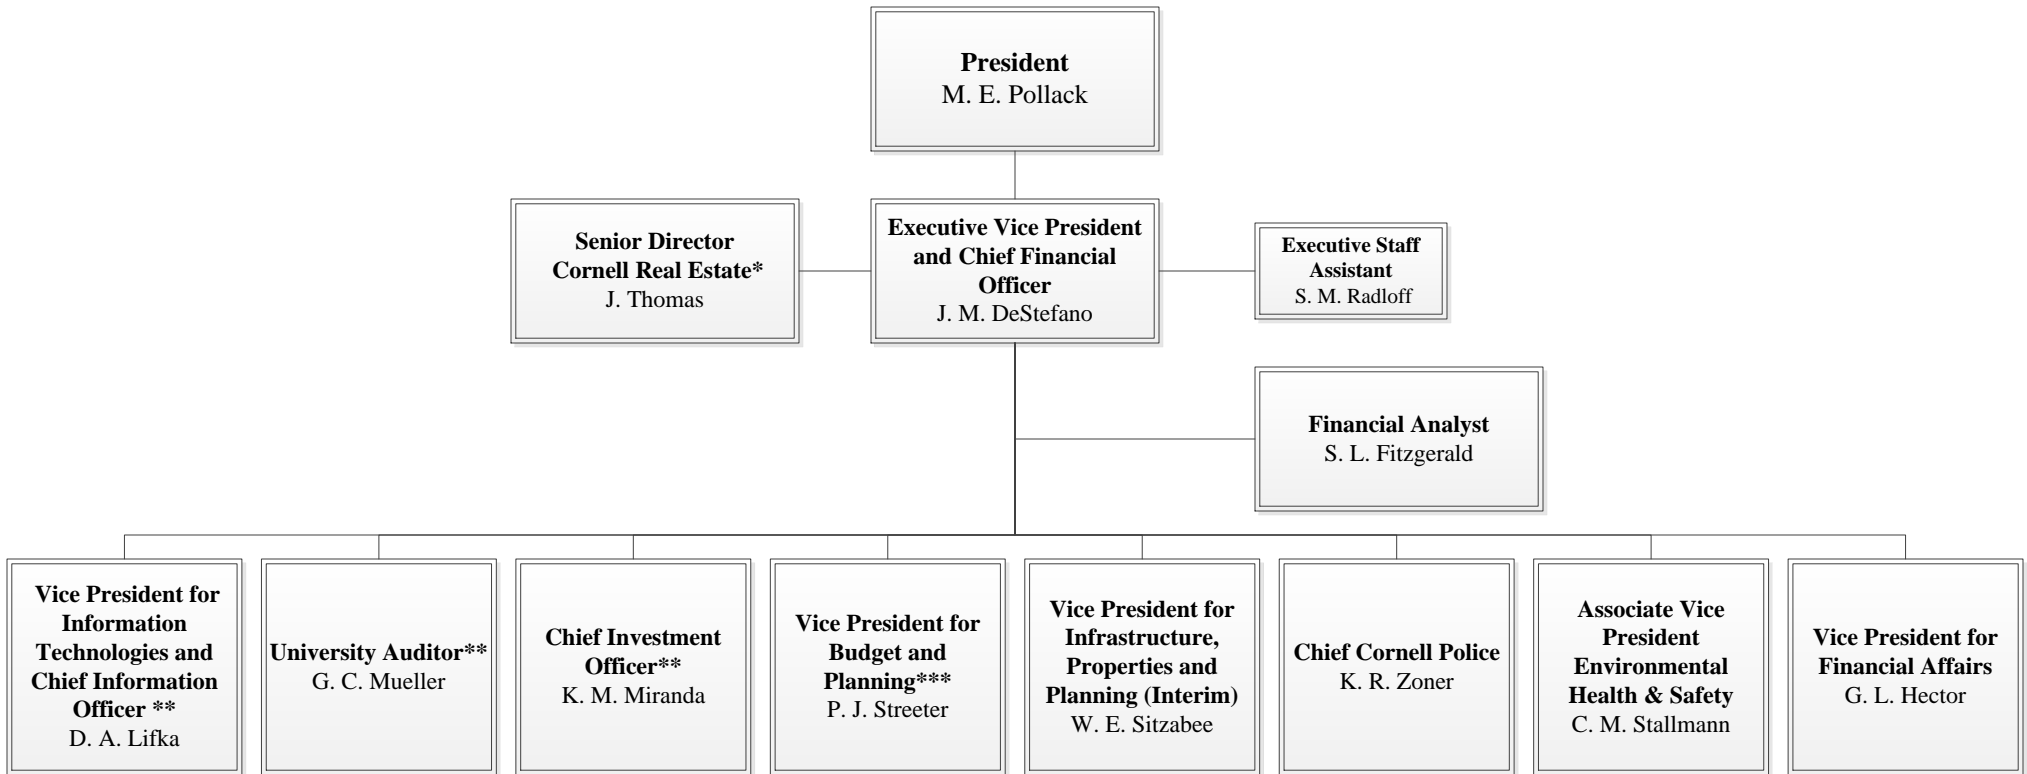 President
M. E. Pollack
Senior Director
Cornell Real Estate*
J. Thomas
Executive Vice President
and Chief Financial
Officer
J. M. DeStefano
Executive Staff
Assistant
S. M. Radloff
Financial Analyst
S. L. Fitzgerald
Vice President for
Information
Technologies and
Chief Information
Officer **
D. A. Lifka
University Auditor**
G. C. Mueller
Chief Investment
Officer**
K. M. Miranda
Vice President for
Budget and
Planning***
P. J. Streeter
Vice President for
Infrastructure,
Properties and
Planning (Interim)
W. E. Sitzabee
Chief Cornell Police
K. R. Zoner
Associate Vice
President
Environmental
Health & Safety
C. M. Stallmann
Vice President for
Financial Affairs
G. L. Hector